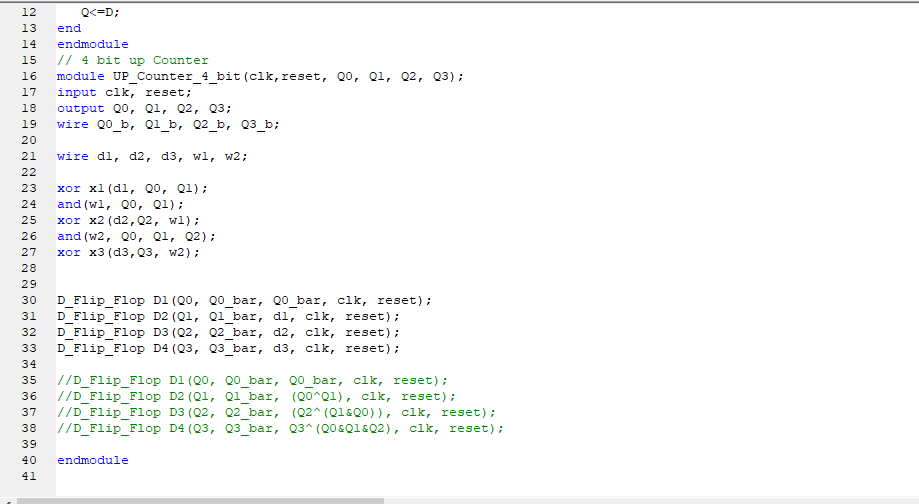 12 Q<=D;
13 end
14 endmodule
15 // 4 bit up Counter
16 module UP_Counter_4_bit(clk,reset, Q0, Q1, Q2, Q3);
17 input clk, reset;
18 output Q0, Q1, Q2, Q3;
19 wire Q0_b, Q1_b, Q2_b, Q3_b;
20
21 wire d1, d2, d3, w1, w2;
22
23 xor x1(d1, Q0, Q1);
24 and(w1, Q0, Q1);
25 xor x2(d2,Q2, w1);
26 and(w2, Q0, Q1, Q2);
27 xor x3(d3,Q3, w2);
28
29
30 D_Flip_Flop D1(Q0, Q0_bar, Q0_bar, clk, reset);
31 D_Flip_Flop D2(Q1, Q1_bar, d1, clk, reset);
32 D_Flip_Flop D3(Q2, Q2_bar, d2, clk, reset);
33 D_Flip_Flop D4(Q3, Q3_bar, d3, clk, reset);
34
35 //D_Flip_Flop D1(Q0, Q0_bar, Q0_bar, clk, reset);
36 //D_Flip_Flop D2(Q1, Q1_bar, (Q0^Q1), clk, reset);
37 //D_Flip_Flop D3(Q2, Q2_bar, (Q2^(Q1&Q0)), clk, reset);
38 //D_Flip_Flop D4(Q3, Q3_bar, Q3^(Q0&Q1&Q2), clk, reset);
39
40 endmodule
41